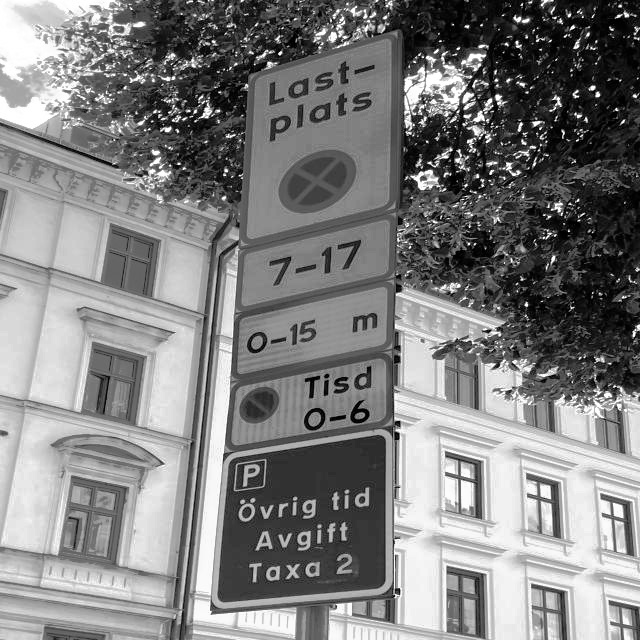 Last-
plats
7-17
0-15 m
Tisd
0-6
P
Övrig tid
Avgift
Taxa 2